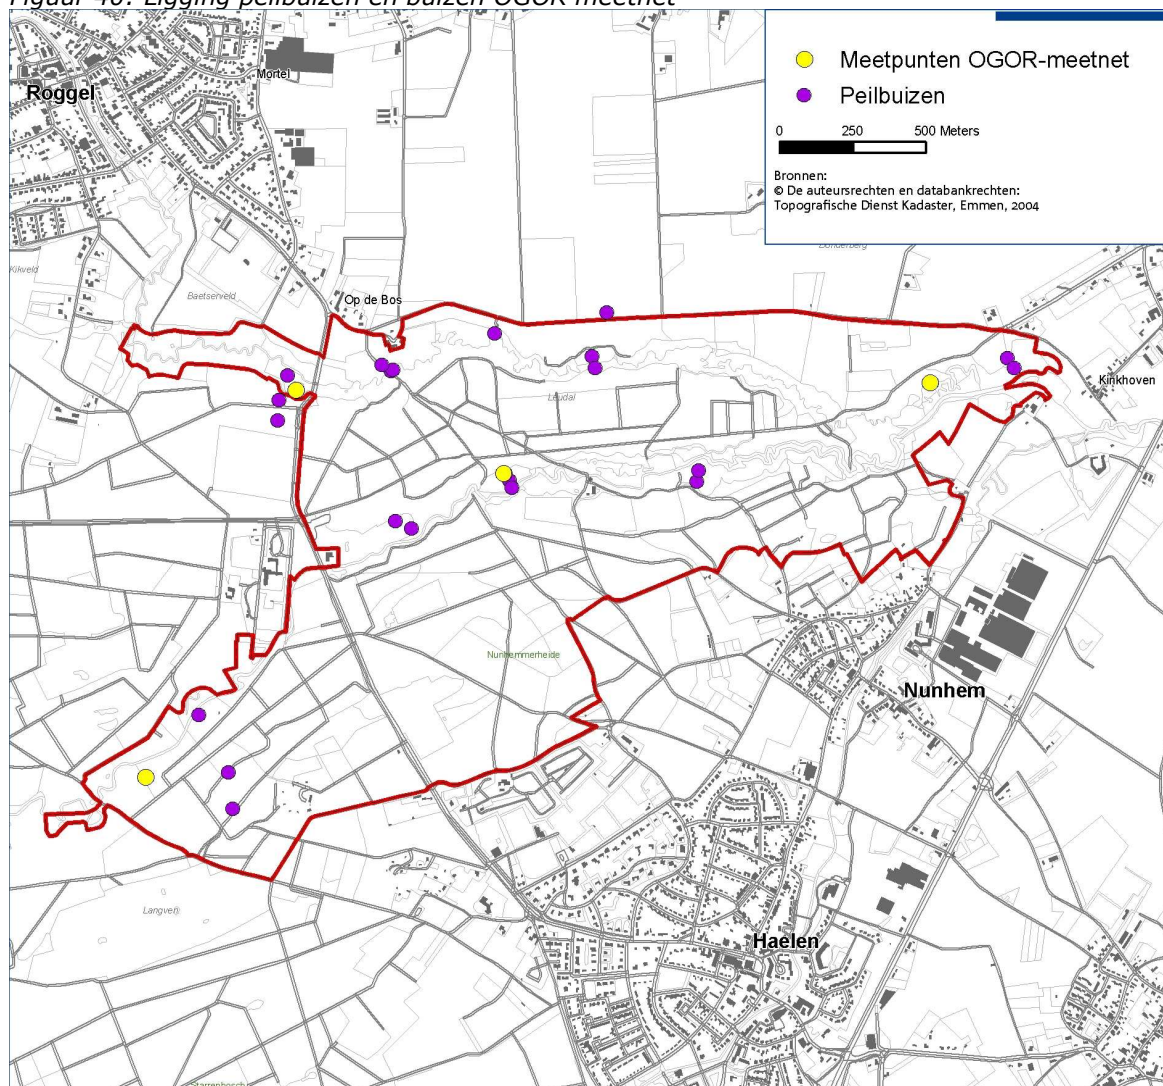 Figuur 40: Ligging peilbuizen en buizen OGOR meetnet
Meetpunten OGOR-meetnet
Peilbuizen
0 250 500 Meters
Bronnen:
© De auteursrechten en databankrechten:
Topografische Dienst Kadaster, Emmen, 2004
Mortel
Roggel
Donderberg
Kikveld
Baetserveld
Op de Bos
Kinkhoven
Leudal
Nunhemmerheide
Nunhem
Langven
Haelen